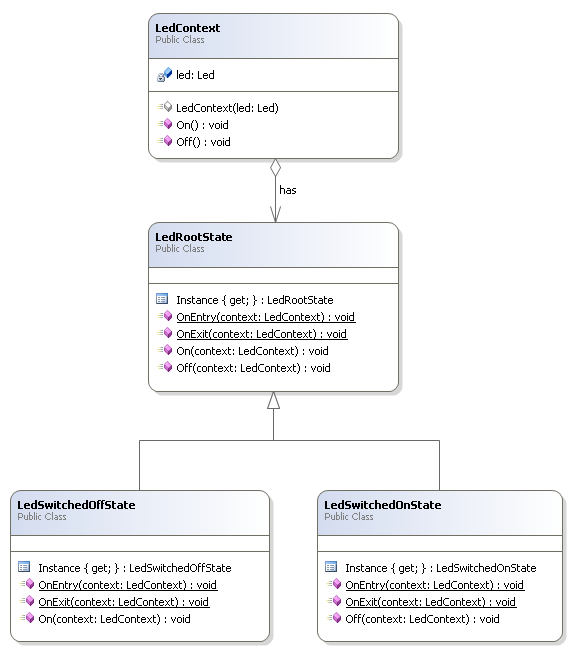 LedContext
Public Class
led: Led
LedContext(led: Led)
On() : void
Off() : void
has
LedRootState
Public Class
Instance { get; } : LedRootState
OnEntry(context: LedContext) : void
OnExit(context: LedContext) : void
On(context: LedContext) : void
Off(context: LedContext) : void
LedSwitchedOffState
Public Class
Instance { get; } : LedSwitchedOffState
OnEntry(context: LedContext) : void
OnExit(context: LedContext) : void
On(context: LedContext) : void
LedSwitchedOnState
Public Class
Instance { get; } : LedSwitchedOnState
OnEntry(context: LedContext) : void
OnExit(context: LedContext) : void
Off(context: LedContext) : void